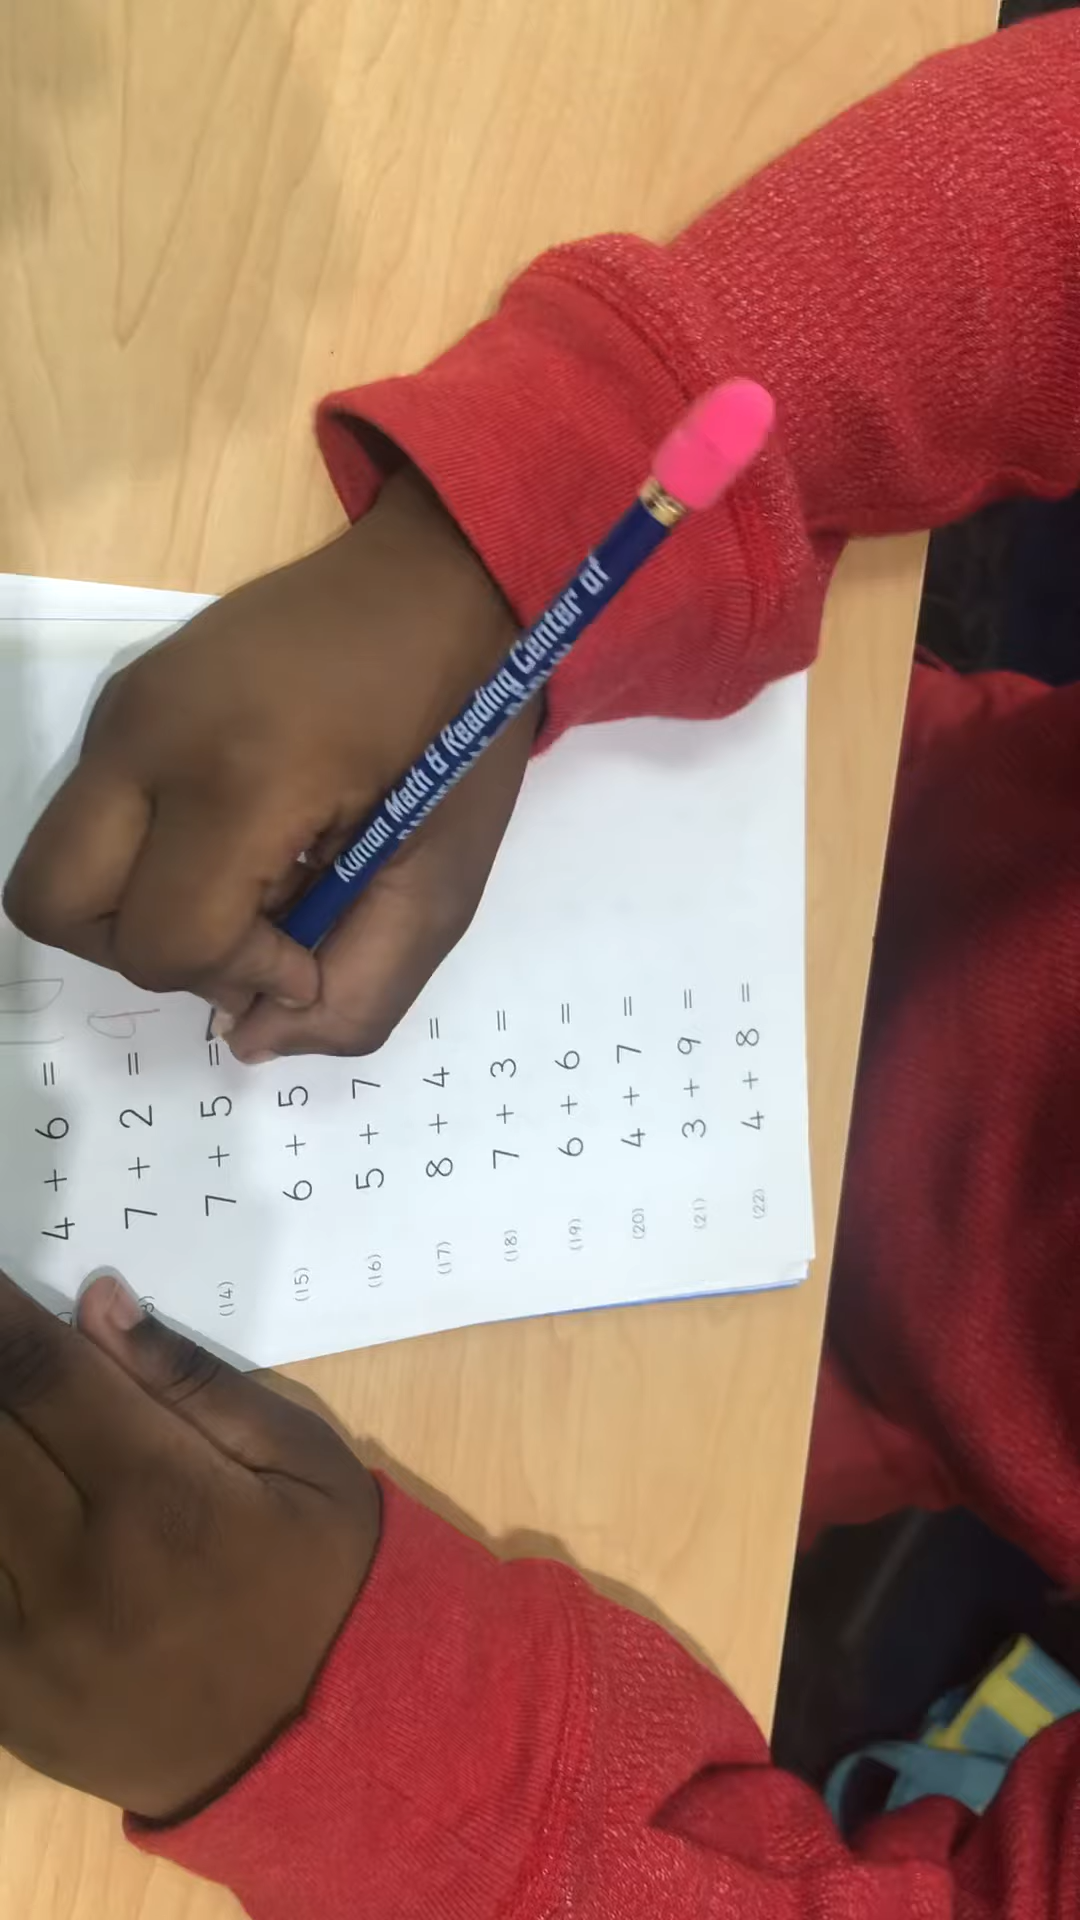 4 + 6 = 10
7 + 2 = 9
(14) 7 + 5 =
(15) 6 + 5
(16) 5 + 7
(17) 8 + 4 =
(18) 7 + 3 =
(19) 6 + 6 =
(20) 4 + 7 =
(21) 3 + 9 =
(22) 4 + 8 =
Kumon Math & Reading Center of